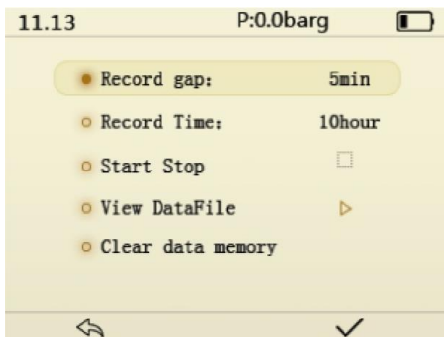 11.13 P:0.0barg
Record gap: 5min
Record Time: 10hour
Start Stop
View DataFile
Clear data memory